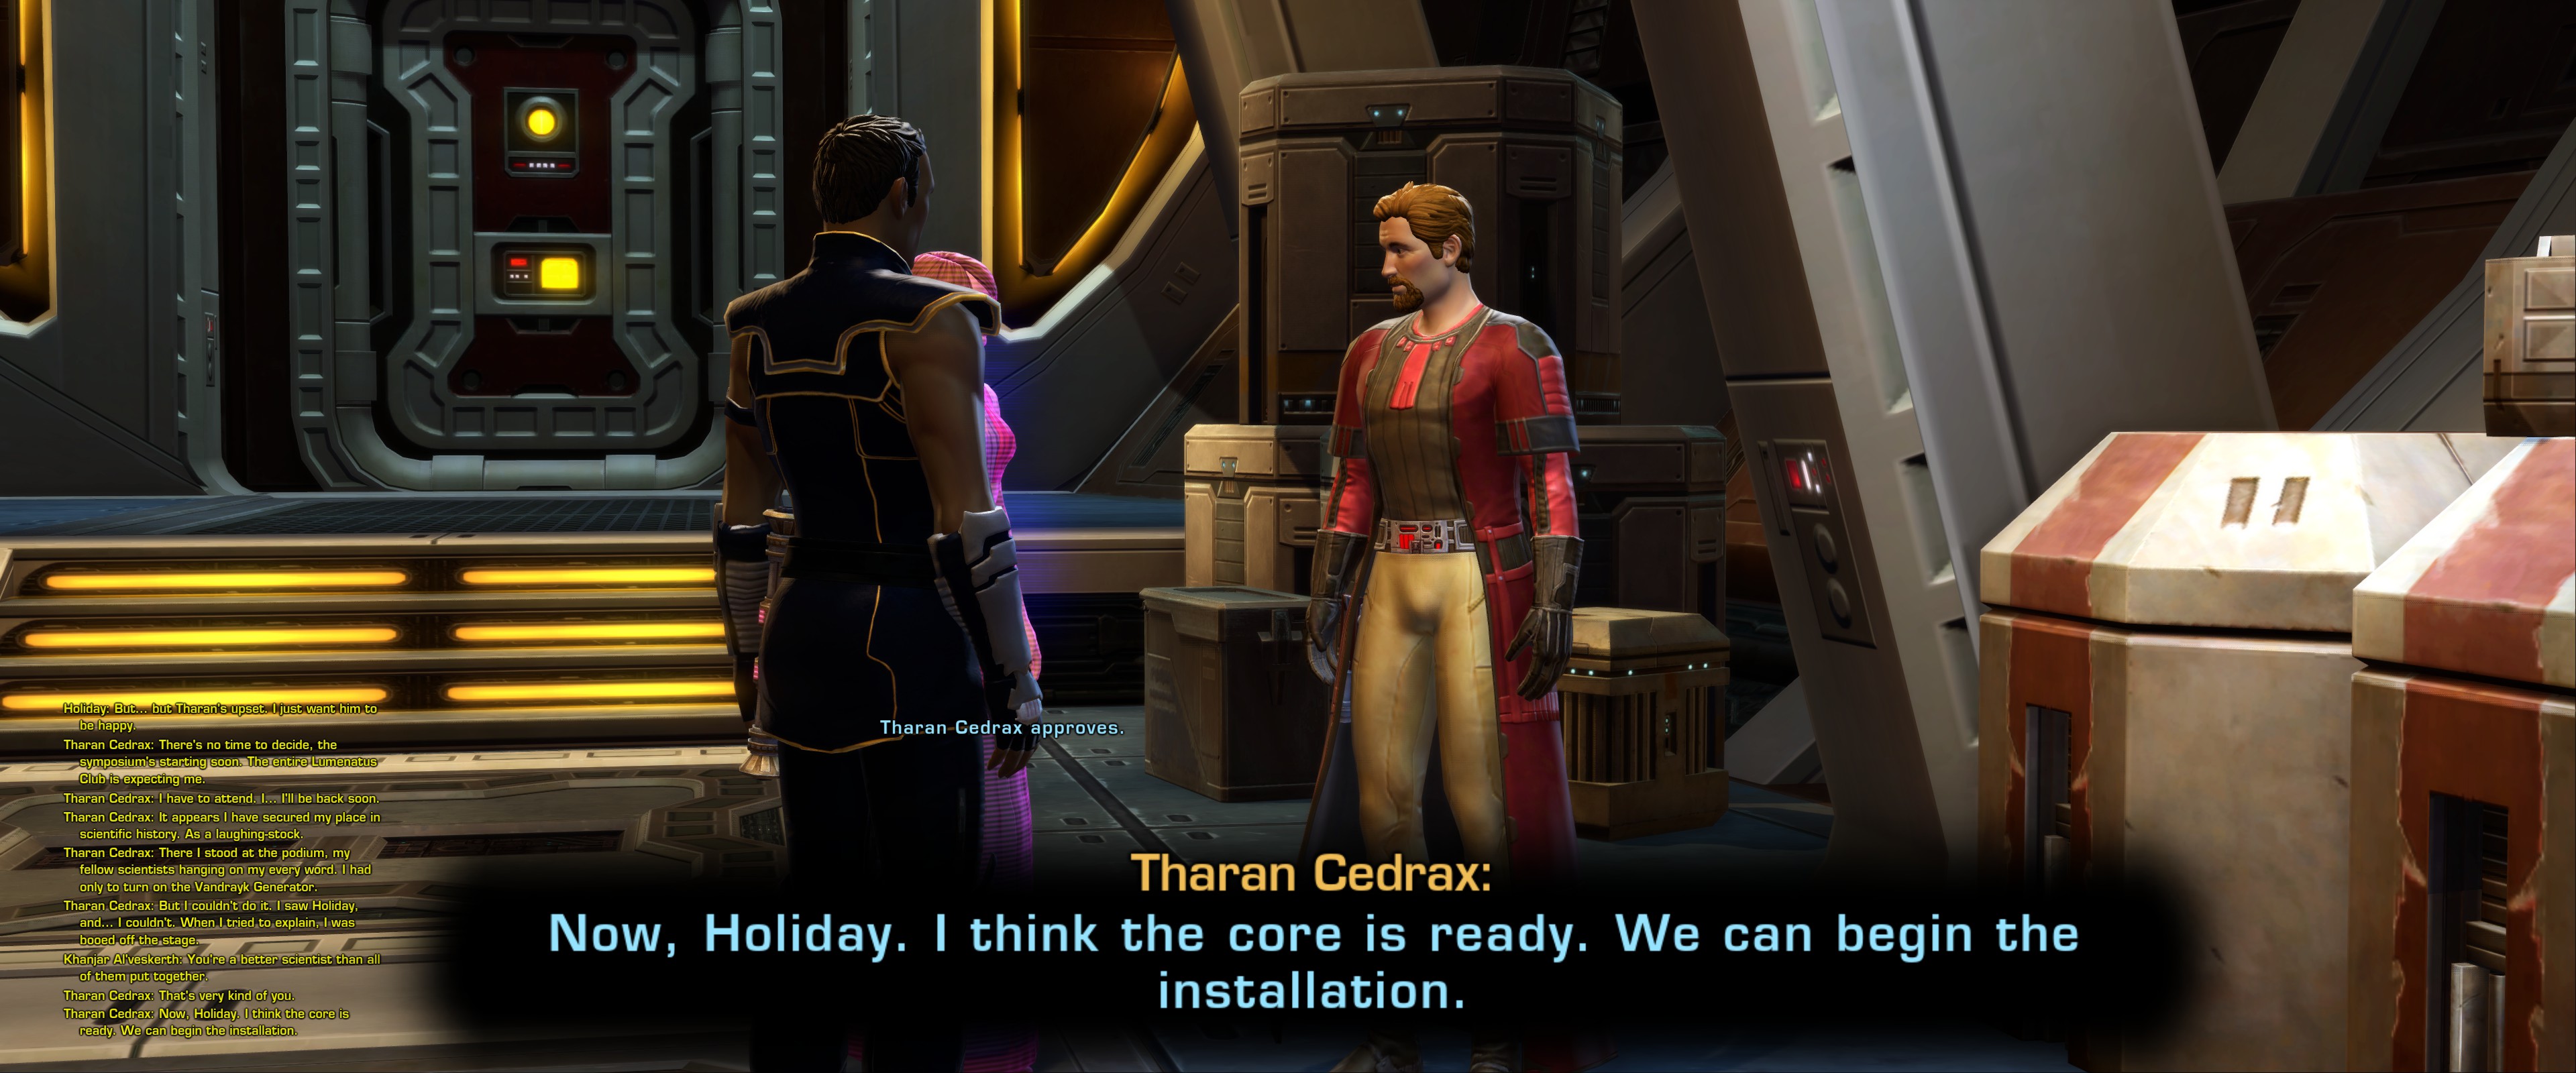 Holiday: But... but Tharan's upset. I just want him to
be happy.
Tharan Cedrax: There's no time to decide, the
symposium's starting soon. The entire Lumenatus
Club is expecting me.
Tharan Cedrax: I have to attend. I... I'll be back soon.
Tharan Cedrax: It appears I have secured my place in
scientific history. As a laughing-stock.
Tharan Cedrax: There I stood at the podium, my
fellow scientists hanging on my every word. I had
only to turn on the Vandrayk Generator.
Tharan Cedrax: But I couldn't do it. I saw Holiday,
and... I couldn't. When I tried to explain, I was
booed off the stage.
Khanjar Al'veskerth: You're a better scientist than all
of them put together.
Tharan Cedrax: That's very kind of you.
Tharan Cedrax: Now, Holiday. I think the core is
ready. We can begin the installation.
Tharan Cedrax approves.
Tharan Cedrax:
Now, Holiday. I think the core is ready. We can begin the
installation.